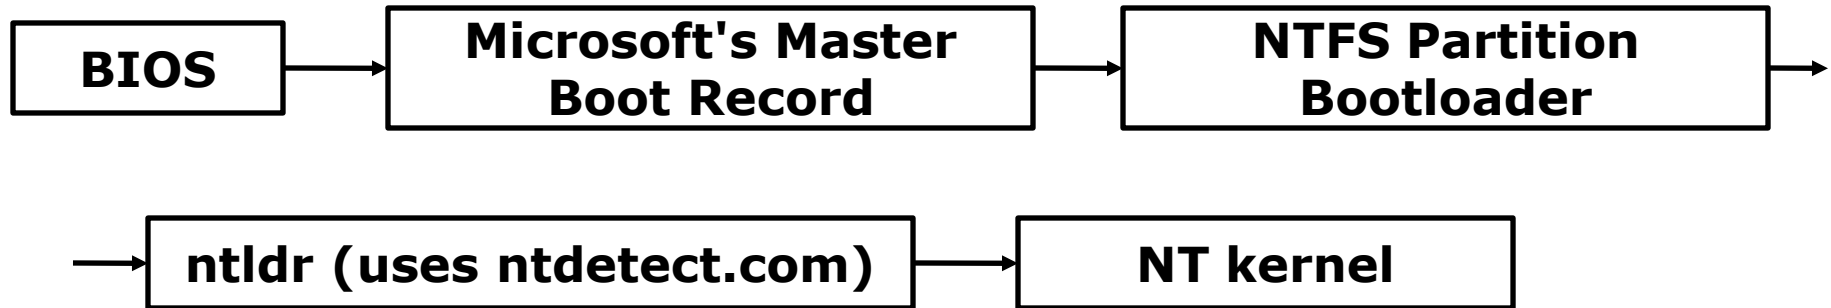 BIOS
Microsoft's Master
Boot Record
NTFS Partition
Bootloader
ntldr (uses ntdetect.com)
NT kernel